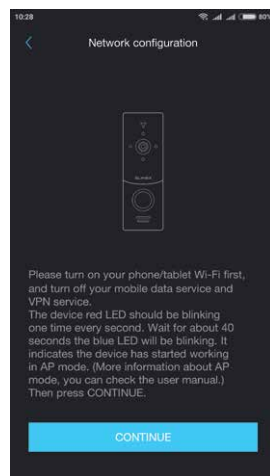 10:28
80%
Network configuration
SLINEX
Please turn on your phone/tablet Wi-Fi first,
and turn off your mobile data service and
VPN service.
The device red LED should be blinking
one time every second. Wait for about 40
seconds the blue LED will be blinking. It
indicates the device has started working
in AP mode. (More information about AP
mode, you can check the user manual.)
Then press CONTINUE.
CONTINUE